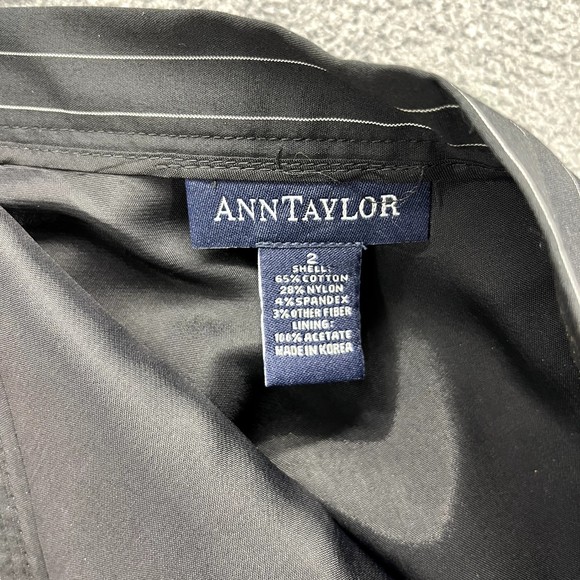 ANNTAYLOR
2
SHELL:
65% COTTON
28% NYLON
4% SPANDEX
3% OTHER FIBER
LINING:
100% ACETATE
MADE IN KOREA